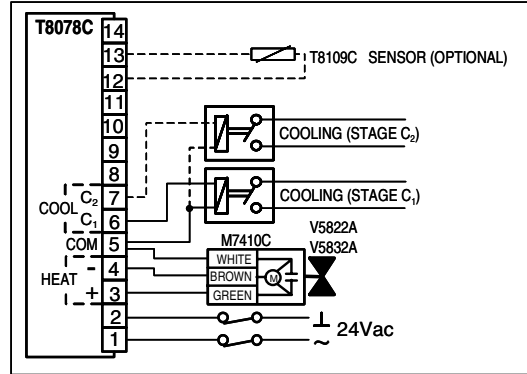 T8078C
14
13
12
11
10
9
8
7
6
5
4
3
2
1
T8109C SENSOR (OPTIONAL)
COOLING (STAGE C₂)
COOLING (STAGE C₁)
COOL
C₂
C₁
COM
HEAT
-
+
M7410C
WHITE
BROWN
GREEN
M
V5822A
V5832A
24Vac
~